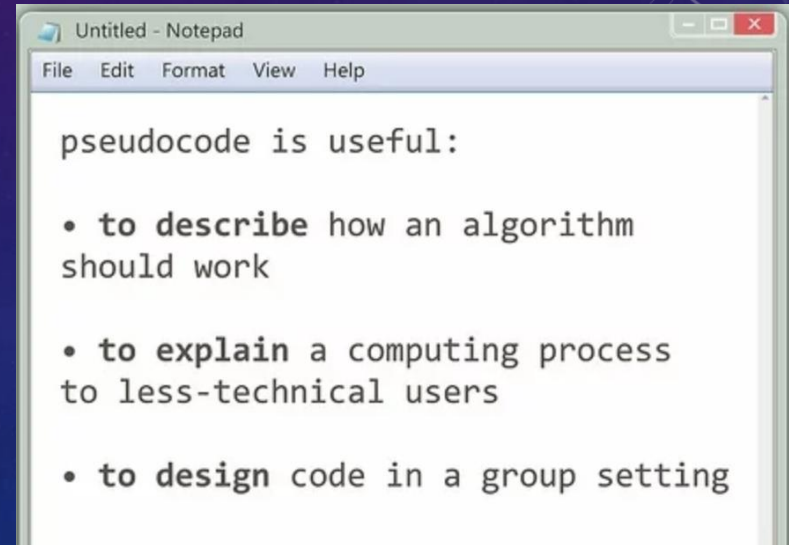 Untitled - Notepad
File Edit Format View Help
pseudocode is useful:
• to describe how an algorithm
should work
• to explain a computing process
to less-technical users
• to design code in a group setting